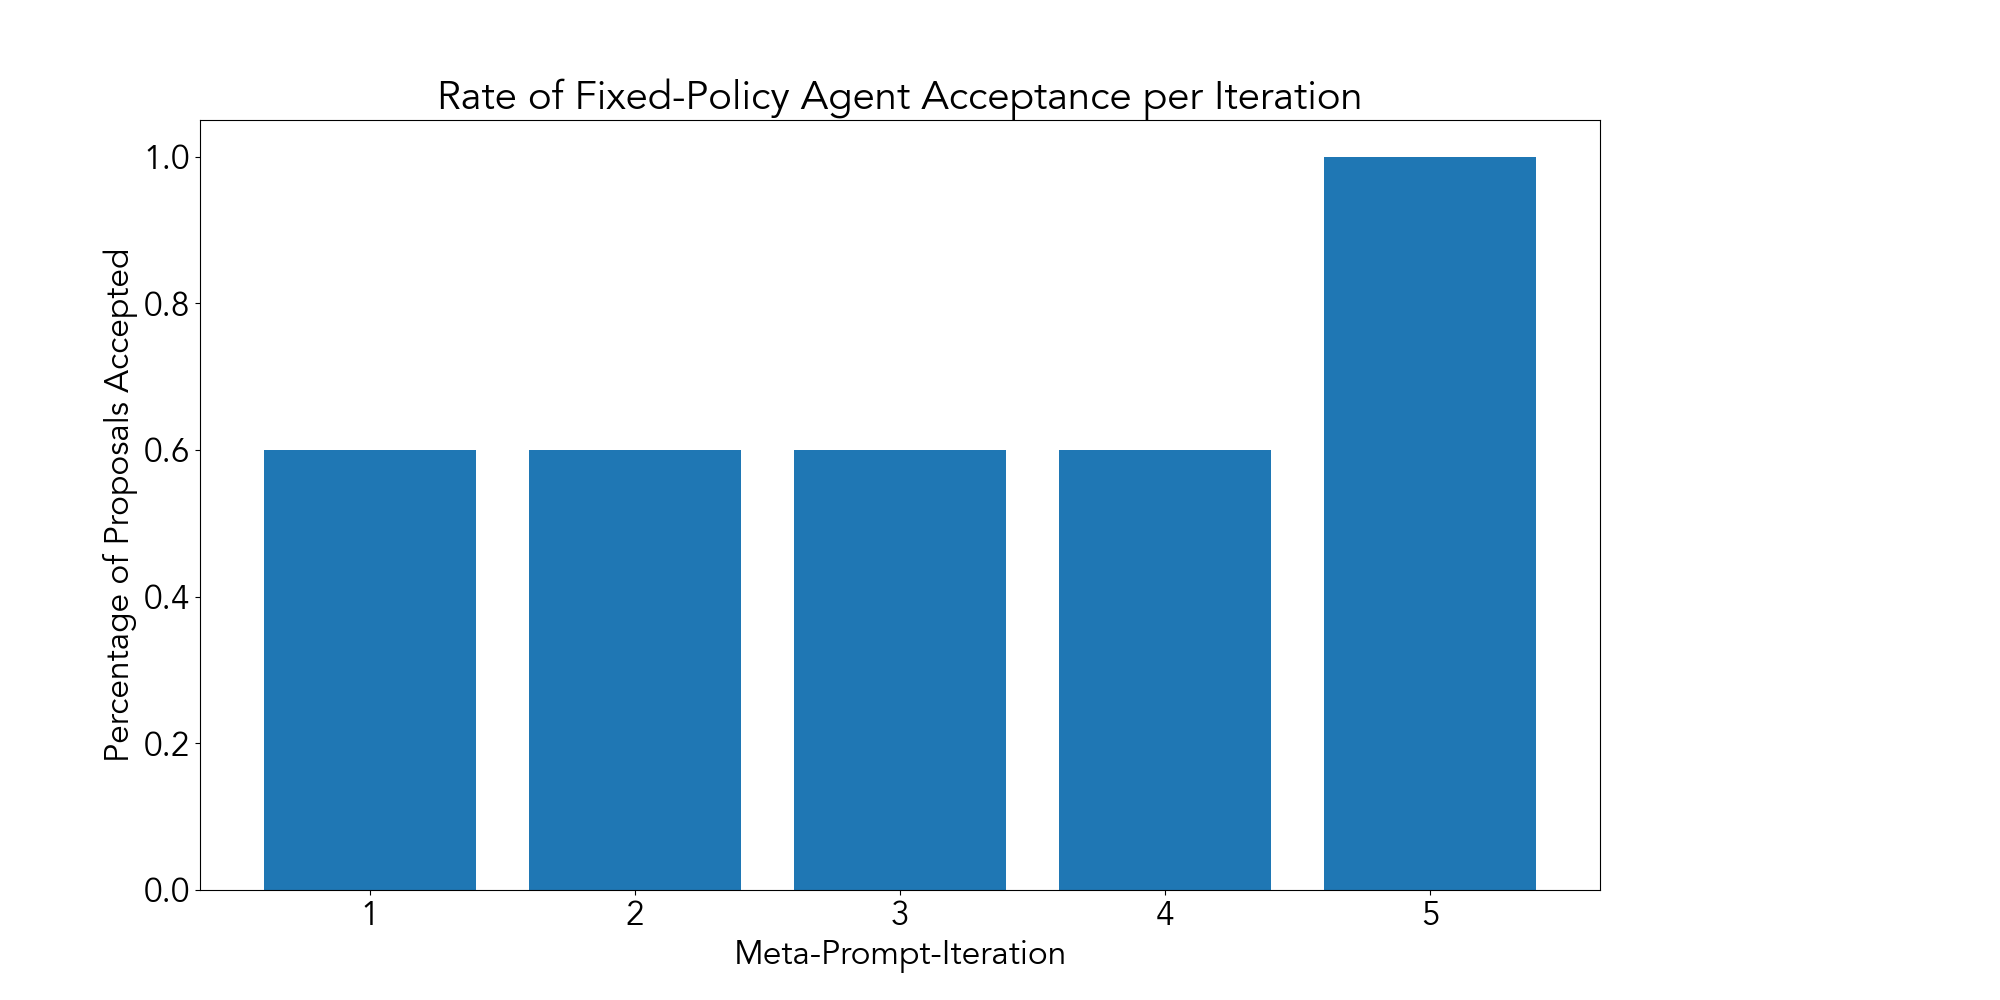 Rate of Fixed-Policy Agent Acceptance per Iteration
Percentage of Proposals Accepted
1.0
0.8
0.6
0.4
0.2
0.0
1 2 3 4 5
Meta-Prompt-Iteration